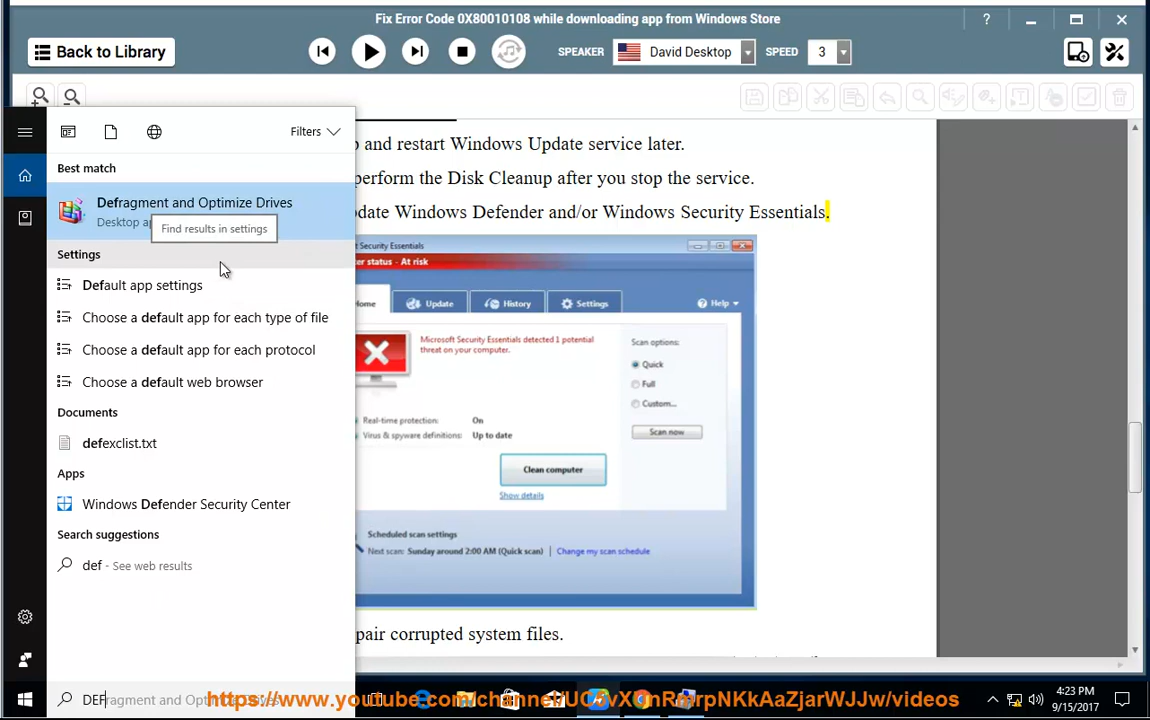 Fix Error Code 0X80010108 while downloading app from Windows Store
?
Back to Library
SPEAKER
David Desktop
SPEED
3
Filters
Best match
Defragment and Optimize Drives
Desktop ap
Find results in settings
Settings
Default app settings
Choose a default app for each type of file
Choose a default app for each protocol
Choose a default web browser
Documents
defexclist.txt
Apps
Windows Defender Security Center
Search suggestions
def - See web results
DEFragment and Optimize Drives
and restart Windows Update service later.
perform the Disk Cleanup after you stop the service.
date Windows Defender and/or Windows Security Essentials.
Security Essentials
er status - At risk
ome
Update
History
Settings
Help
Microsoft Security Essentials detected 1 potential
threat on your computer.
Scan options:
Quick
Full
Custom...
Scan now
Real-time protection: On
Virus & spyware definitions: Up to date
Clean computer
Show details
Scheduled scan settings
Next scan: Sunday around 2:00 AM (Quick scan) | Change my scan schedule
pair corrupted system files.
4:23 PM
9/15/2017